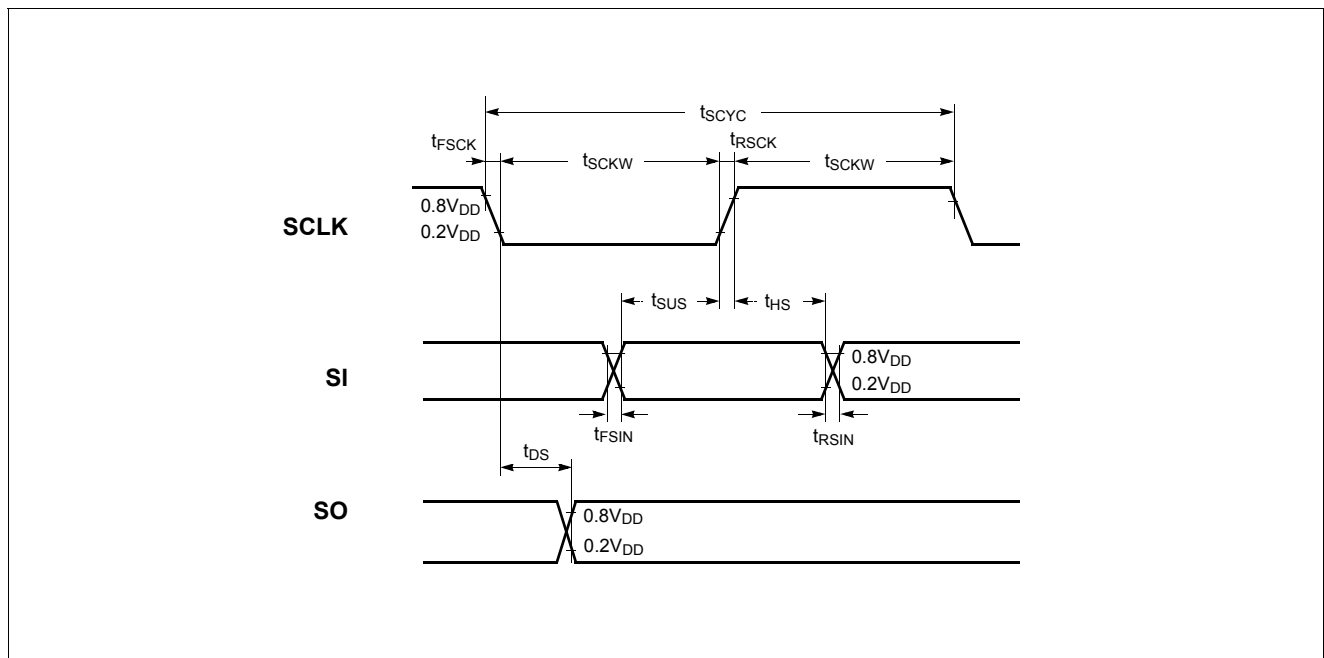 tSCYC
tFSCK
tSCKW
tRSCK
tSCKW
SCLK
0.8VDD
0.2VDD
tSUS
tHS
SI
0.8VDD
0.2VDD
tFSIN
tRSIN
tDS
SO
0.8VDD
0.2VDD